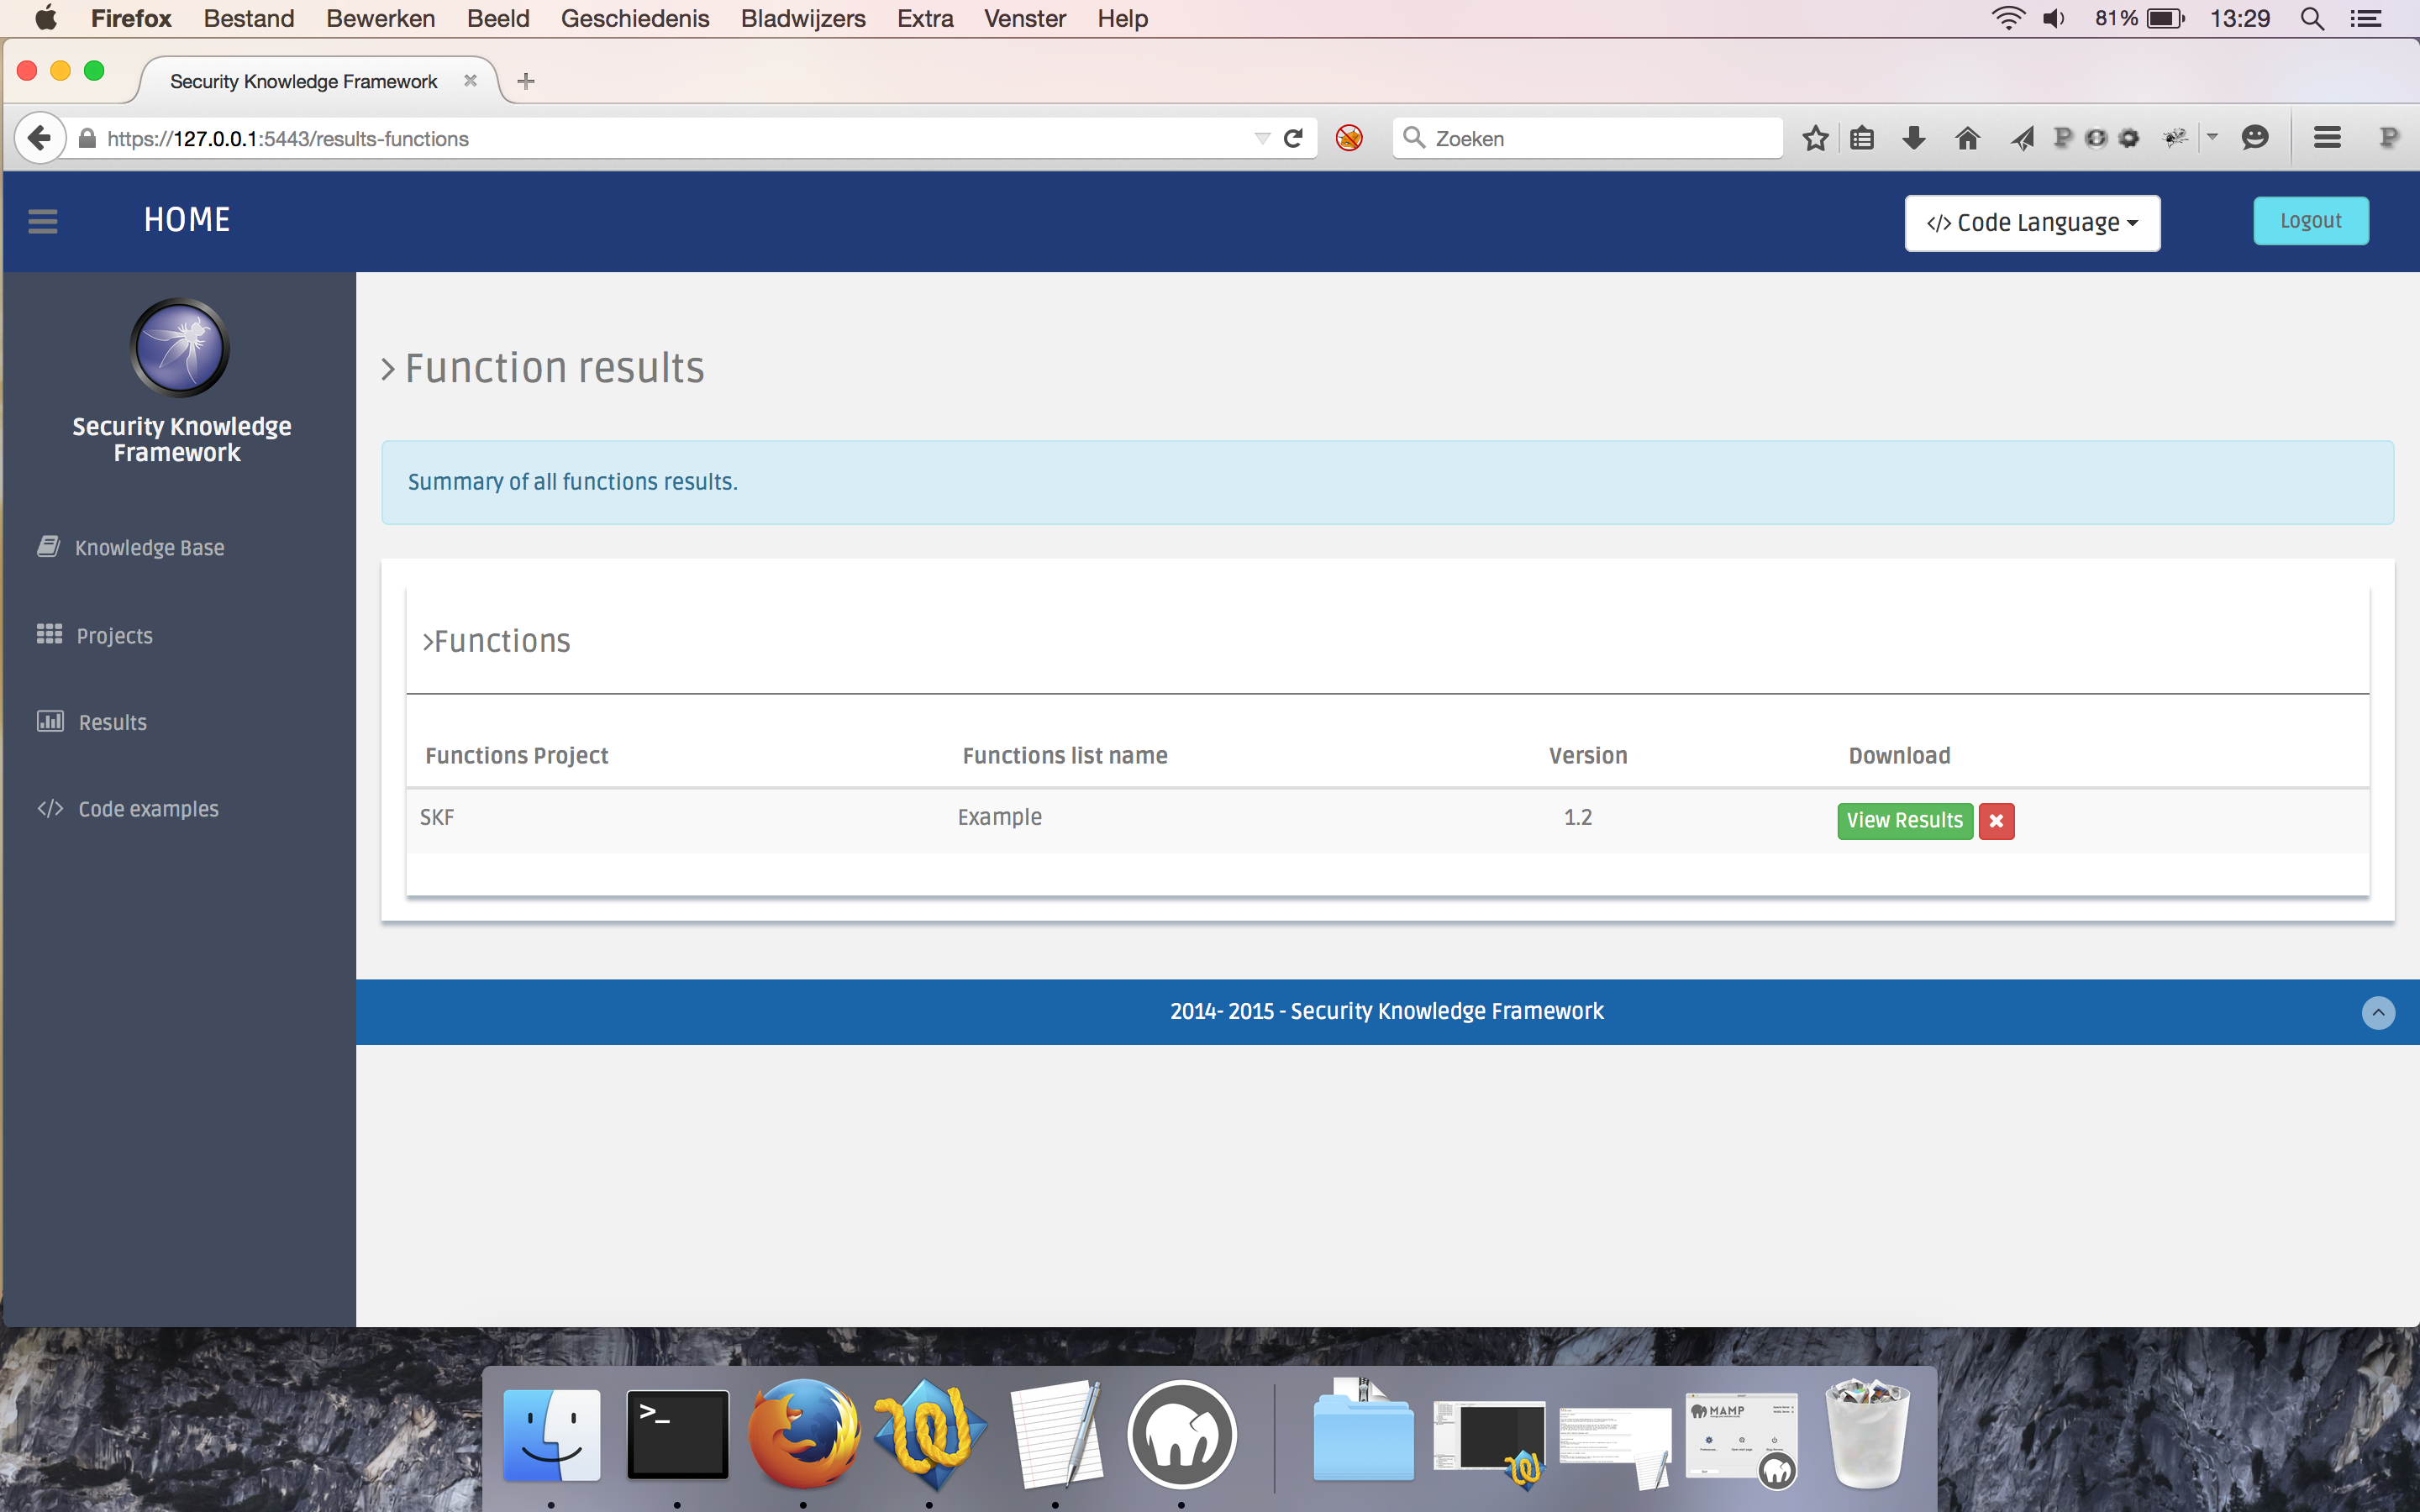 Firefox Bestand Bewerken Beeld Geschiedenis Bladwijzers Extra Venster Help 81% 13:29
Security Knowledge Framework
https://127.0.0.1:5443/results-functions Zoeken
HOME </> Code Language Logout
Security Knowledge
Framework
Knowledge Base
Projects
Results
</> Code examples
> Function results
Summary of all functions results.
>Functions
Functions Project Functions list name Version Download
SKF Example 1.2 View Results
2014- 2015 - Security Knowledge Framework
>_
MAMP